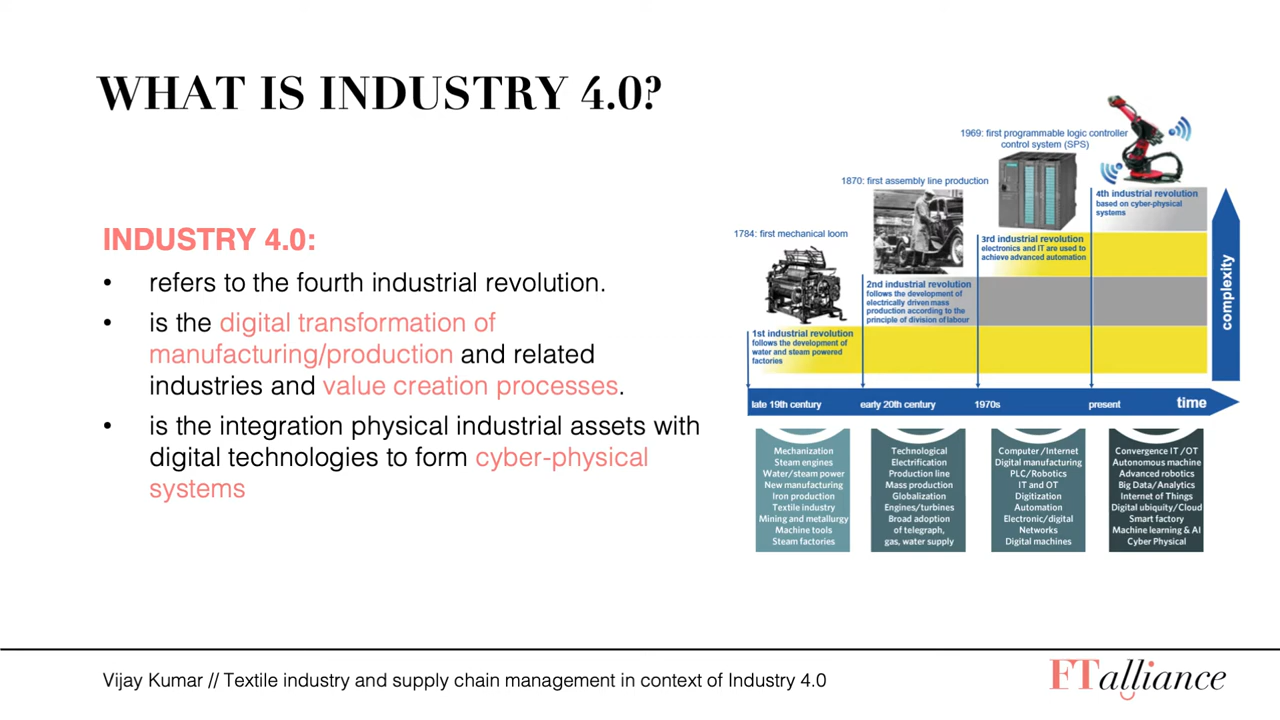 WHAT IS INDUSTRY 4.0?
INDUSTRY 4.0:
• refers to the fourth industrial revolution.
• is the digital transformation of
manufacturing/production and related
industries and value creation processes.
• is the integration physical industrial assets with
digital technologies to form cyber-physical
systems
1784: first mechanical loom
1870: first assembly line production
1969: first programmable logic controller
control system (SPS)
1st industrial revolution
follows the development of
water and steam powered
factories
2nd industrial revolution
follows the development of
electrically driven mass
production according to the
principle of division of labour
3rd industrial revolution
electronics and IT are used to
achieve advanced automation
4th industrial revolution
based on cyber-physical
systems
complexity
late 19th century
early 20th century
1970s
present
time
Mechanization
Steam engines
Water/steam power
New manufacturing
Iron production
Textile industry
Mining and metallurgy
Machine tools
Steam factories
Technological
Electrification
Production line
Mass production
Globalization
Engines/turbines
Broad adoption
of telegraph,
gas, water supply
Computer/Internet
Digital manufacturing
PLC/Robotics
IT and OT
Digitization
Automation
Electronic/digital
Networks
Digital machines
Convergence IT/OT
Autonomous machine
Advanced robotics
Big Data/Analytics
Internet of Things
Digital ubiquity/Cloud
Smart factory
Machine learning & AI
Cyber Physical
Vijay Kumar // Textile industry and supply chain management in context of Industry 4.0
FTalliance